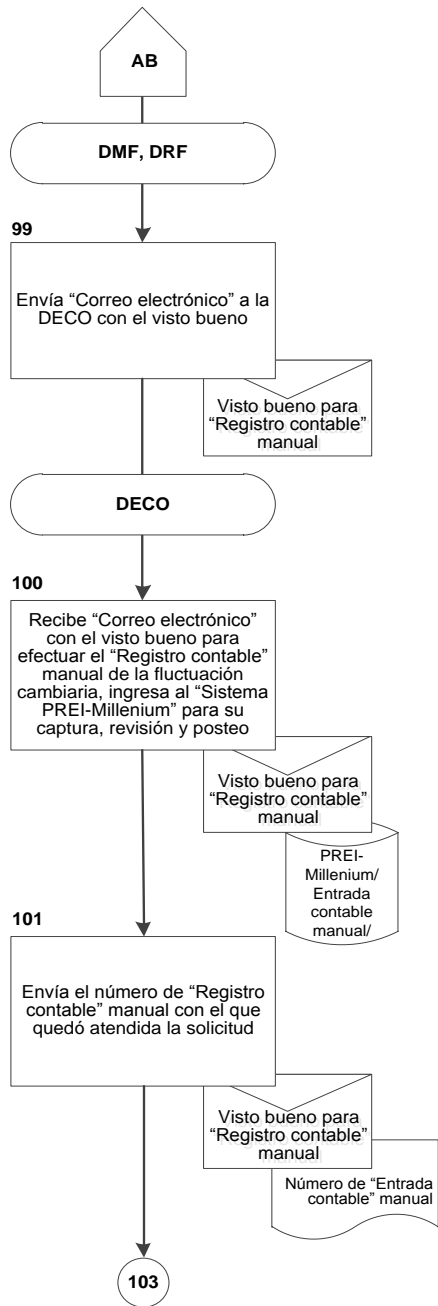 AB
DMF, DRF
99
Envía “Correo electrónico” a la
DECO con el visto bueno
Visto bueno para
“Registro contable”
manual
DECO
100
Recibe “Correo electrónico”
con el visto bueno para
efectuar el “Registro contable”
manual de la fluctuación
cambiaria, ingresa al “Sistema
PREI-Millenium” para su
captura, revisión y posteo
Visto bueno para
“Registro contable”
manual
PREI-
Millenium/
Entrada
contable
manual/
101
Envía el número de “Registro
contable” manual con el que
quedó atendida la solicitud
Visto bueno para
“Registro contable”
manual
Número de “Entrada
contable” manual
103